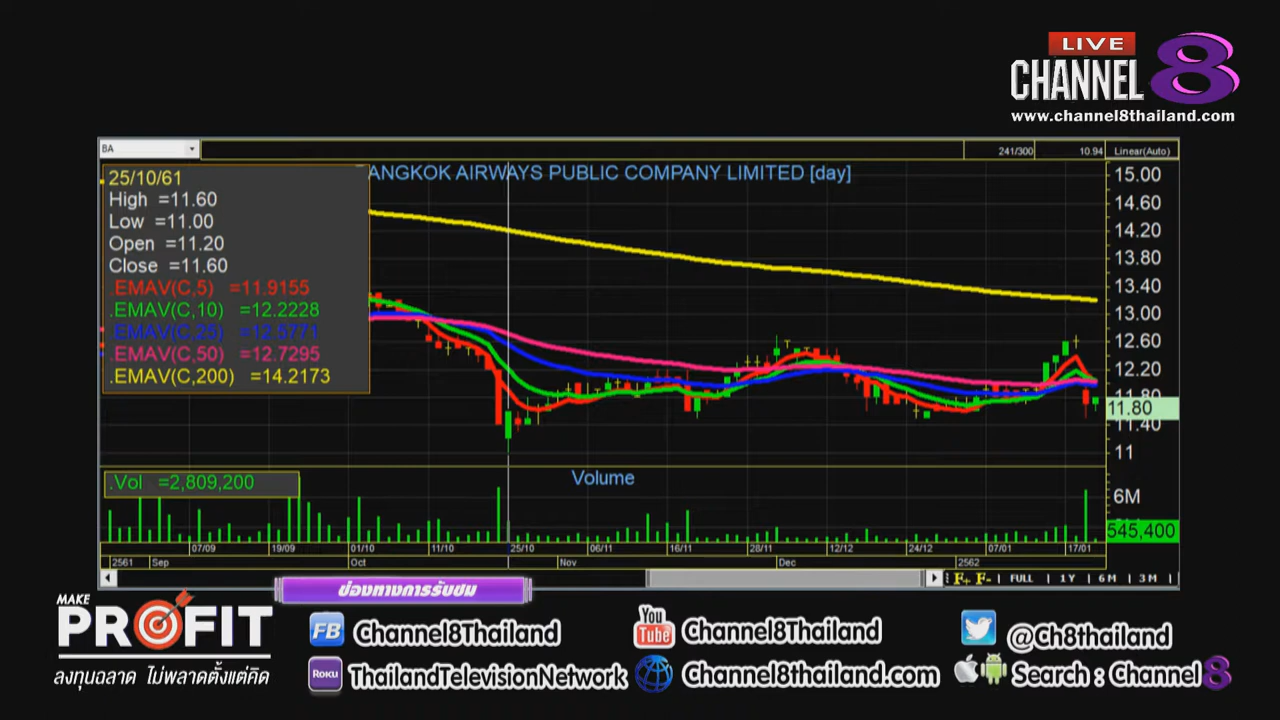 LIVE
CHANNEL 8
www.channel8thailand.com
BA
241/300
10.94
Linear(Auto)
ANGKOK AIRWAYS PUBLIC COMPANY LIMITED [day]
25/10/61
High =11.60
Low =11.00
Open =11.20
Close =11.60
.EMAV(C,5) =11.9155
.EMAV(C,10) =12.2228
.EMAV(C,25) =12.5771
.EMAV(C,50) =12.7295
.EMAV(C,200) =14.2173
15.00
14.60
14.20
13.80
13.40
13.00
12.60
12.20
11.80
11.80
11.40
11
.Vol =2,809,200
Volume
6M
545,400
07/09 19/09 01/10 11/10 25/10 06/11 16/11 28/11 12/12 24/12 07/01 17/01
2561 Sep Oct Nov Dec 2562
F+ F- FULL 1Y 6M 3M
ช่องทางการรับชม
MAKE
PROFIT
ลงทุนฉลาด ไม่พลาดตั้งแต่คิด
FB Channel8Thailand
You Tube Channel8Thailand
@Ch8thailand
ROKU ThailandTelevisionNetwork
Channel8thailand.com
Search : Channel 8